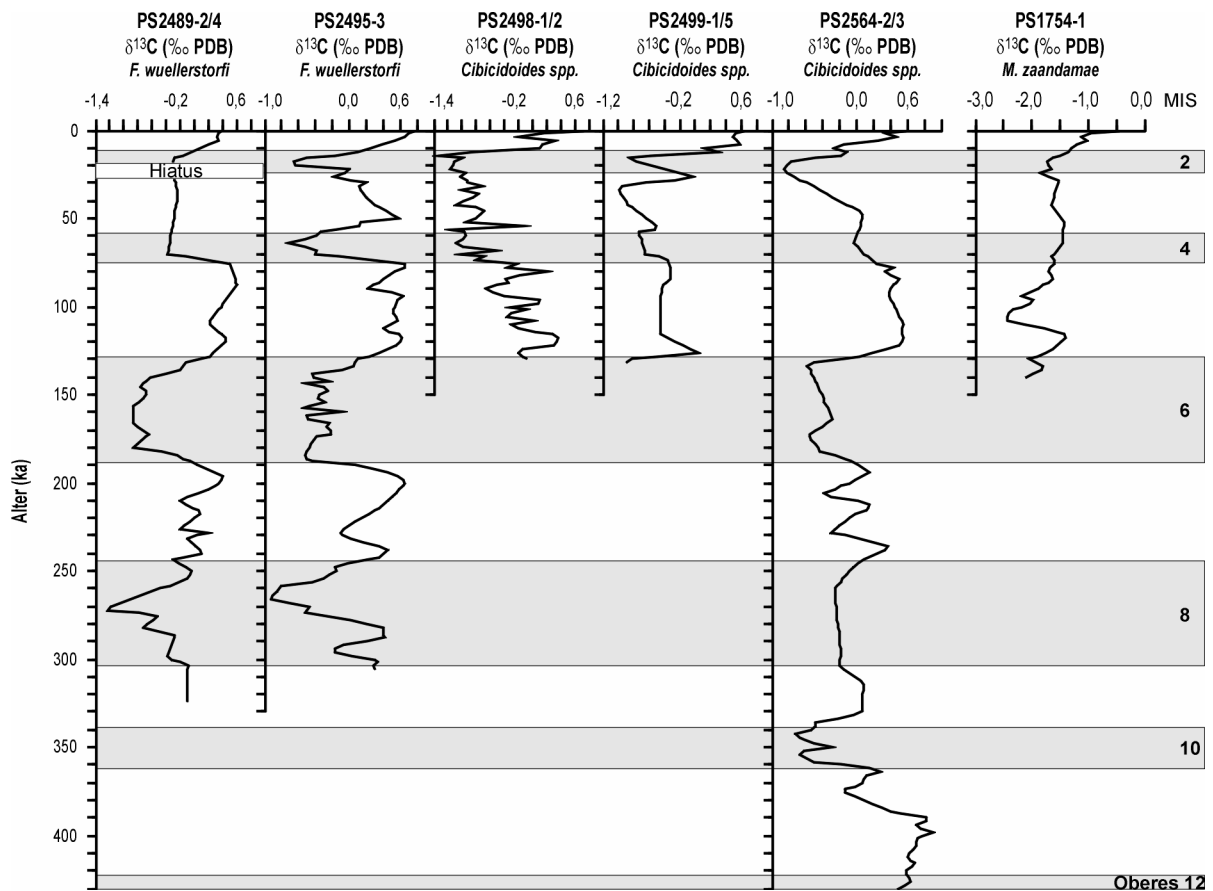 PS2489-2/4 PS2495-3 PS2498-1/2 PS2499-1/5 PS2564-2/3 PS1754-1
δ13C (‰ PDB) δ13C (‰ PDB) δ13C (‰ PDB) δ13C (‰ PDB) δ13C (‰ PDB) δ13C (‰ PDB)
F. wuellerstorfi F. wuellerstorfi Cibicidoides spp. Cibicidoides spp. Cibicidoides spp. M. zaandamae
-1,4 -0,2 0,6 -1,0 0,0 0,6 -1,4 -0,2 0,6 -1,2 -0,2 0,6 -1,0 0,0 0,6 -3,0 -2,0 -1,0 0,0 MIS
0
2
Hiatus
50
4
100
150
6
200
250
8
300
350
10
400
Oberes 12
Alter (ka)